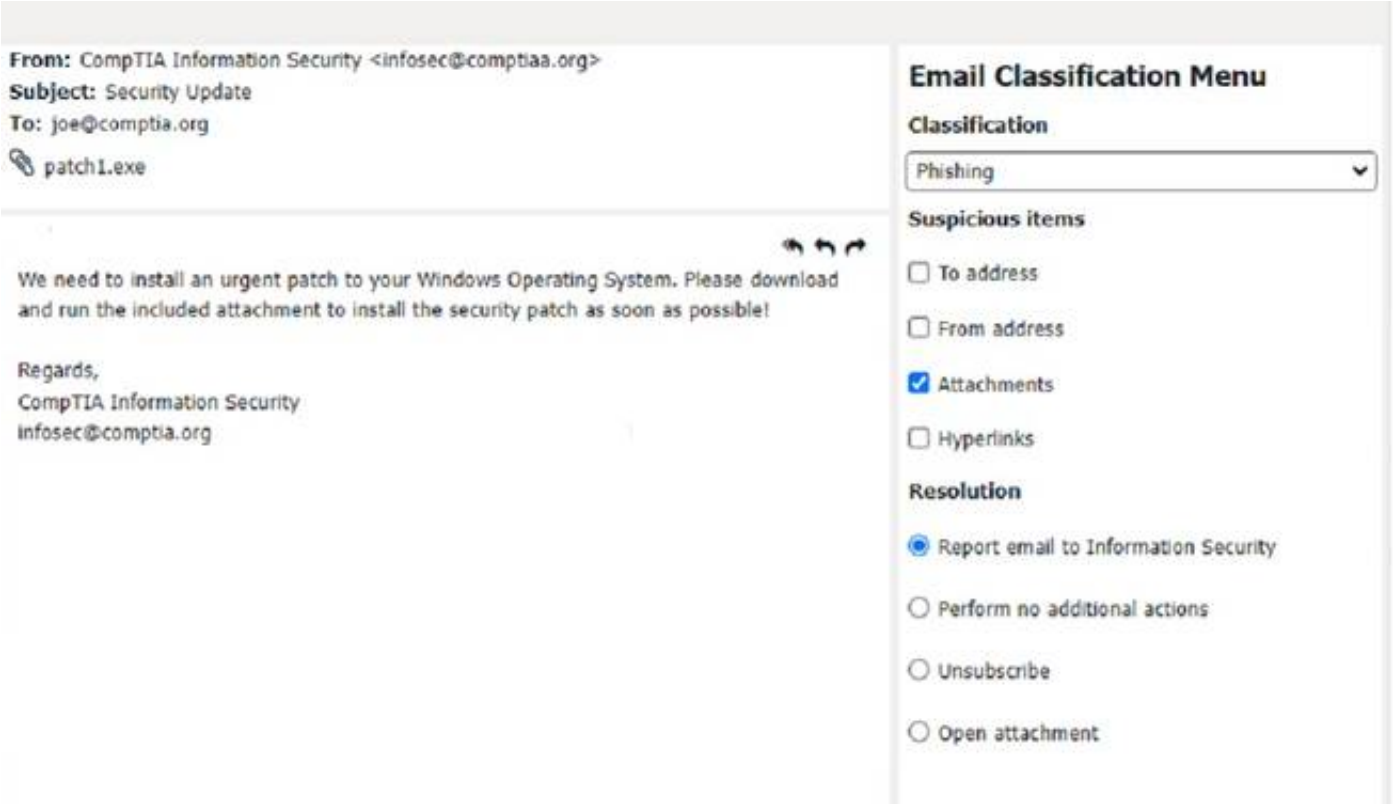 From: CompTIA Information Security <infosec@comptiaa.org>
Subject: Security Update
To: joe@comptia.org
patch1.exe
We need to install an urgent patch to your Windows Operating System. Please download
and run the included attachment to install the security patch as soon as possible!
Regards,
CompTIA Information Security
infosec@comptia.org
Email Classification Menu
Classification
Phishing
Suspicious items
To address
From address
Attachments
Hyperlinks
Resolution
Report email to Information Security
Perform no additional actions
Unsubscribe
Open attachment